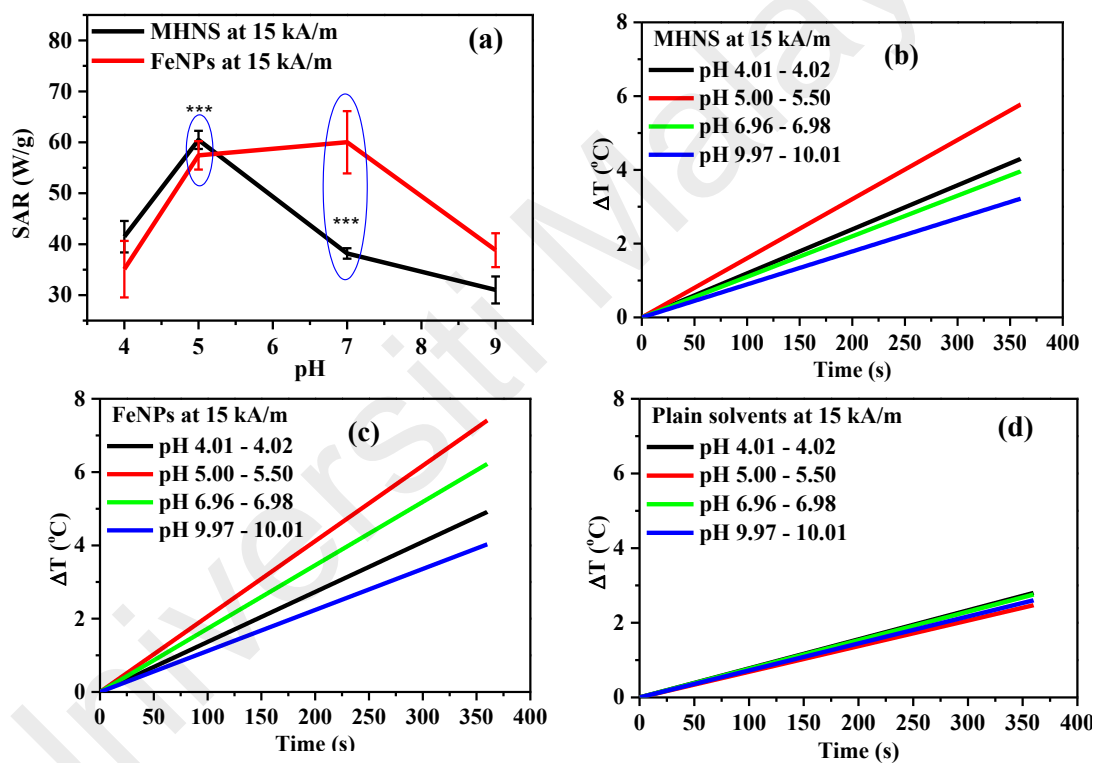 (a)
MHNS at 15 kA/m
FeNPs at 15 kA/m
***
***
SAR (W/g)
80
70
60
50
40
30
4
5
7
9
pH
(b)
MHNS at 15 kA/m
pH 4.01 - 4.02
pH 5.00 - 5.50
pH 6.96 - 6.98
pH 9.97 - 10.01
ΔT (°C)
8
6
4
2
0
0 50 100 150 200 250 300 350 400
Time (s)
(c)
FeNPs at 15 kA/m
pH 4.01 - 4.02
pH 5.00 - 5.50
pH 6.96 - 6.98
pH 9.97 - 10.01
ΔT (°C)
8
6
4
2
0
0 50 100 150 200 250 300 350 400
Time (s)
(d)
Plain solvents at 15 kA/m
pH 4.01 - 4.02
pH 5.00 - 5.50
pH 6.96 - 6.98
pH 9.97 - 10.01
ΔT (°C)
8
6
4
2
0
0 50 100 150 200 250 300 350 400
Time (s)